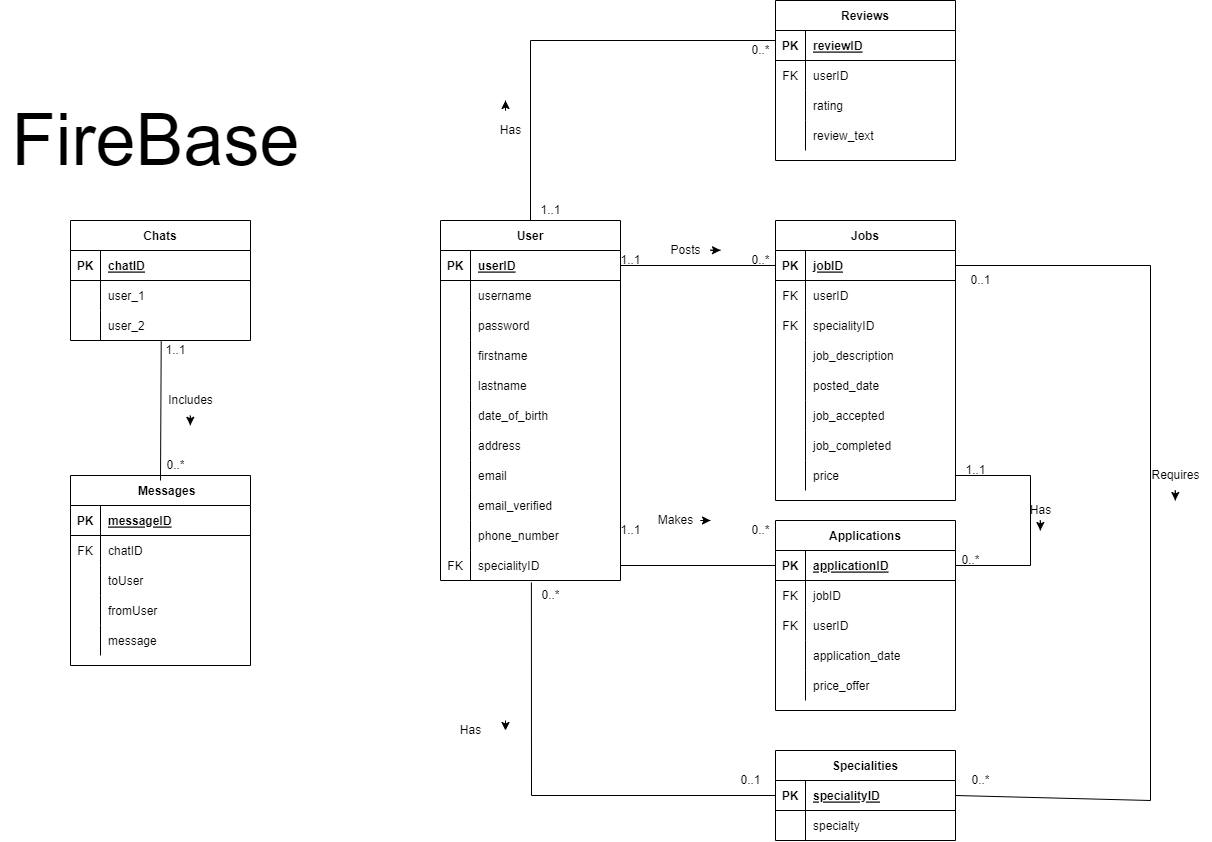 FireBase
Chats
PK chatID
user_1
user_2
1..1
Includes
0..*
Messages
PK messageID
FK chatID
toUser
fromUser
message
Reviews
PK reviewID
FK userID
rating
review_text
0..*
Has
1..1
User
PK userID
username
password
firstname
lastname
date_of_birth
address
email
email_verified
phone_number
FK specialityID
1..1
Posts
0..*
Jobs
PK jobID
FK userID
FK specialityID
job_description
posted_date
job_accepted
job_completed
price
0..1
Requires
0..*
1..1
Has
0..*
1..1
Makes
0..*
Applications
PK applicationID
FK jobID
FK userID
application_date
price_offer
0..*
Has
0..1
Specialities
PK specialityID
specialty